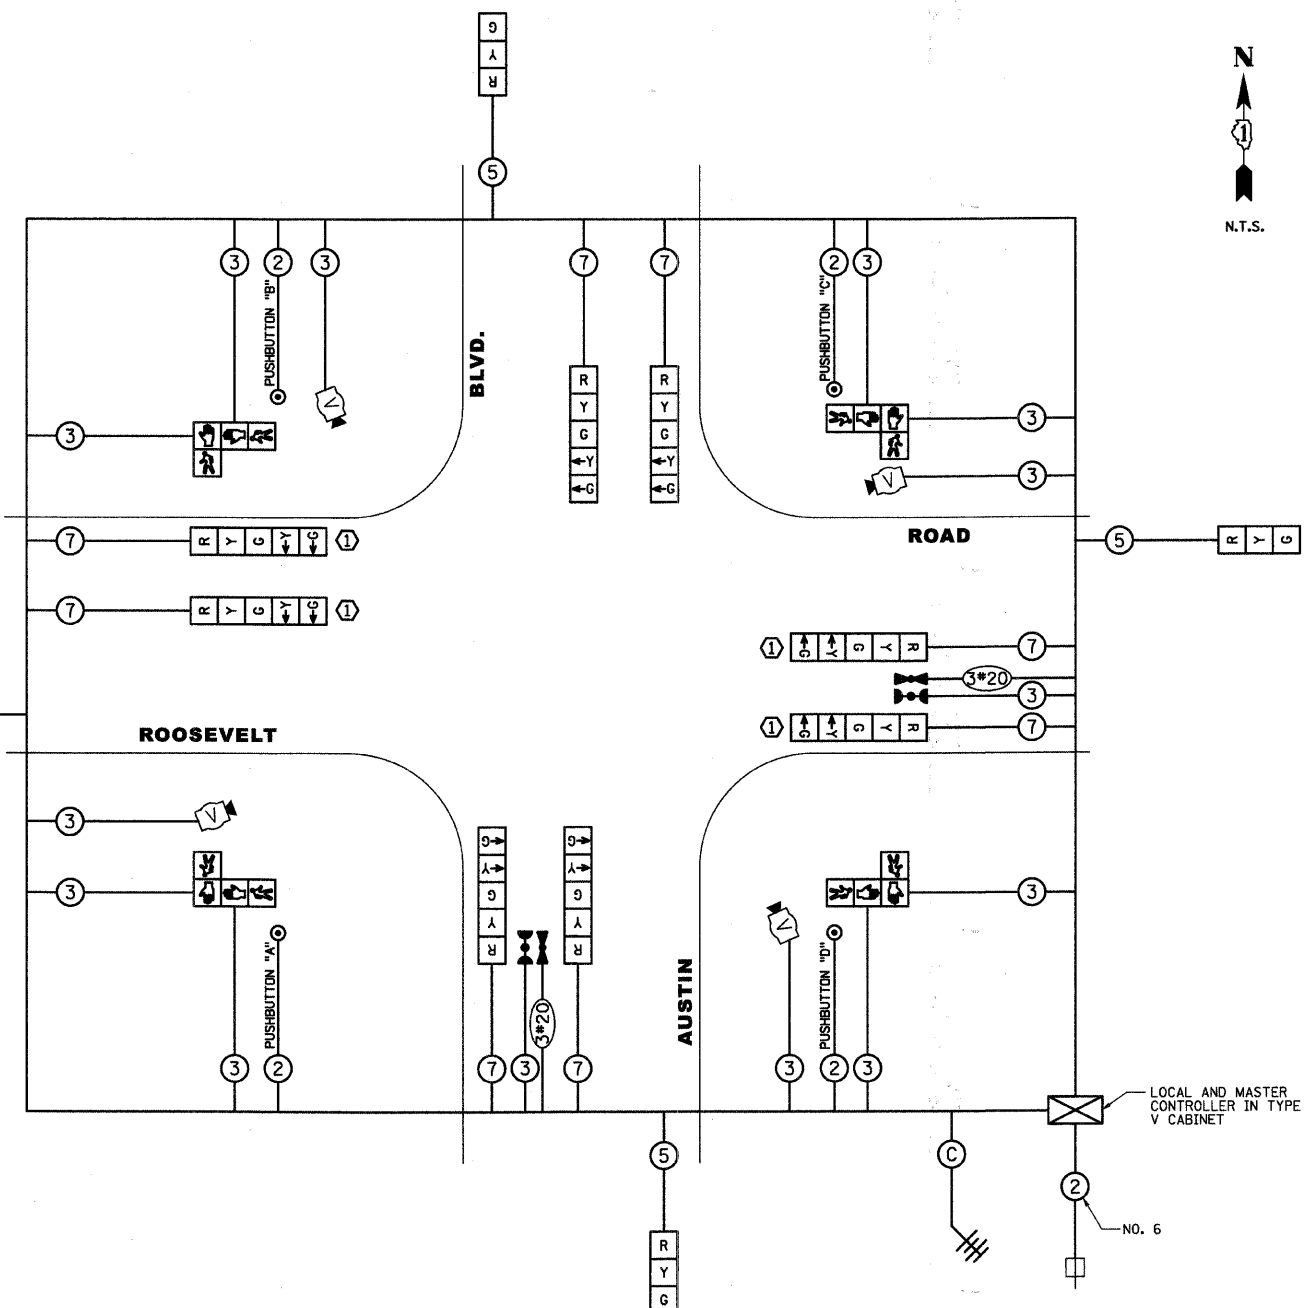 G
Y
R
5
N
1
N.T.S.
3
2
3
7
7
2
3
PUSHBUTTON "B"
PUSHBUTTON "C"
BLVD.
V
R
Y
G
←Y
←G
R
Y
G
←Y
←G
3
3
V
3
ROAD
7
R Y G ←Y ←G
1
5
R Y G
7
R Y G ←Y ←G
1
1
←G ←Y G Y R
7
3#20
3
1
←G ←Y G Y R
7
ROOSEVELT
3
V
3
3
←G
←Y
G
Y
R
←G
←Y
G
Y
R
V
PUSHBUTTON "A"
3#20
AUSTIN
PUSHBUTTON "D"
3
2
7
3
7
3
2
3
LOCAL AND MASTER
CONTROLLER IN TYPE
V CABINET
5
C
2
NO. 6
R
Y
G